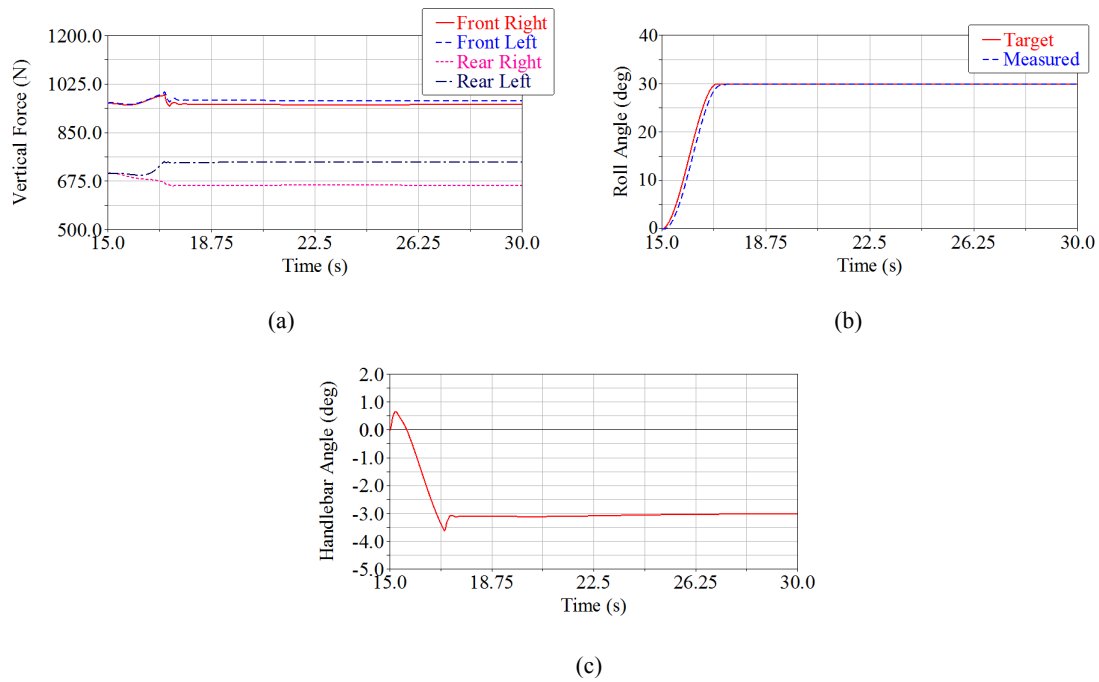 Front Right
Front Left
Rear Right
Rear Left
1200.0
1025.0
850.0
675.0
500.0
Vertical Force (N)
15.0 18.75 22.5 26.25 30.0
Time (s)
(a)
Target
Measured
40
30
20
10
0
Roll Angle (deg)
15.0 18.75 22.5 26.25 30.0
Time (s)
(b)
2.0
1.0
0.0
-1.0
-2.0
-3.0
-4.0
-5.0
Handlebar Angle (deg)
15.0 18.75 22.5 26.25 30.0
Time (s)
(c)